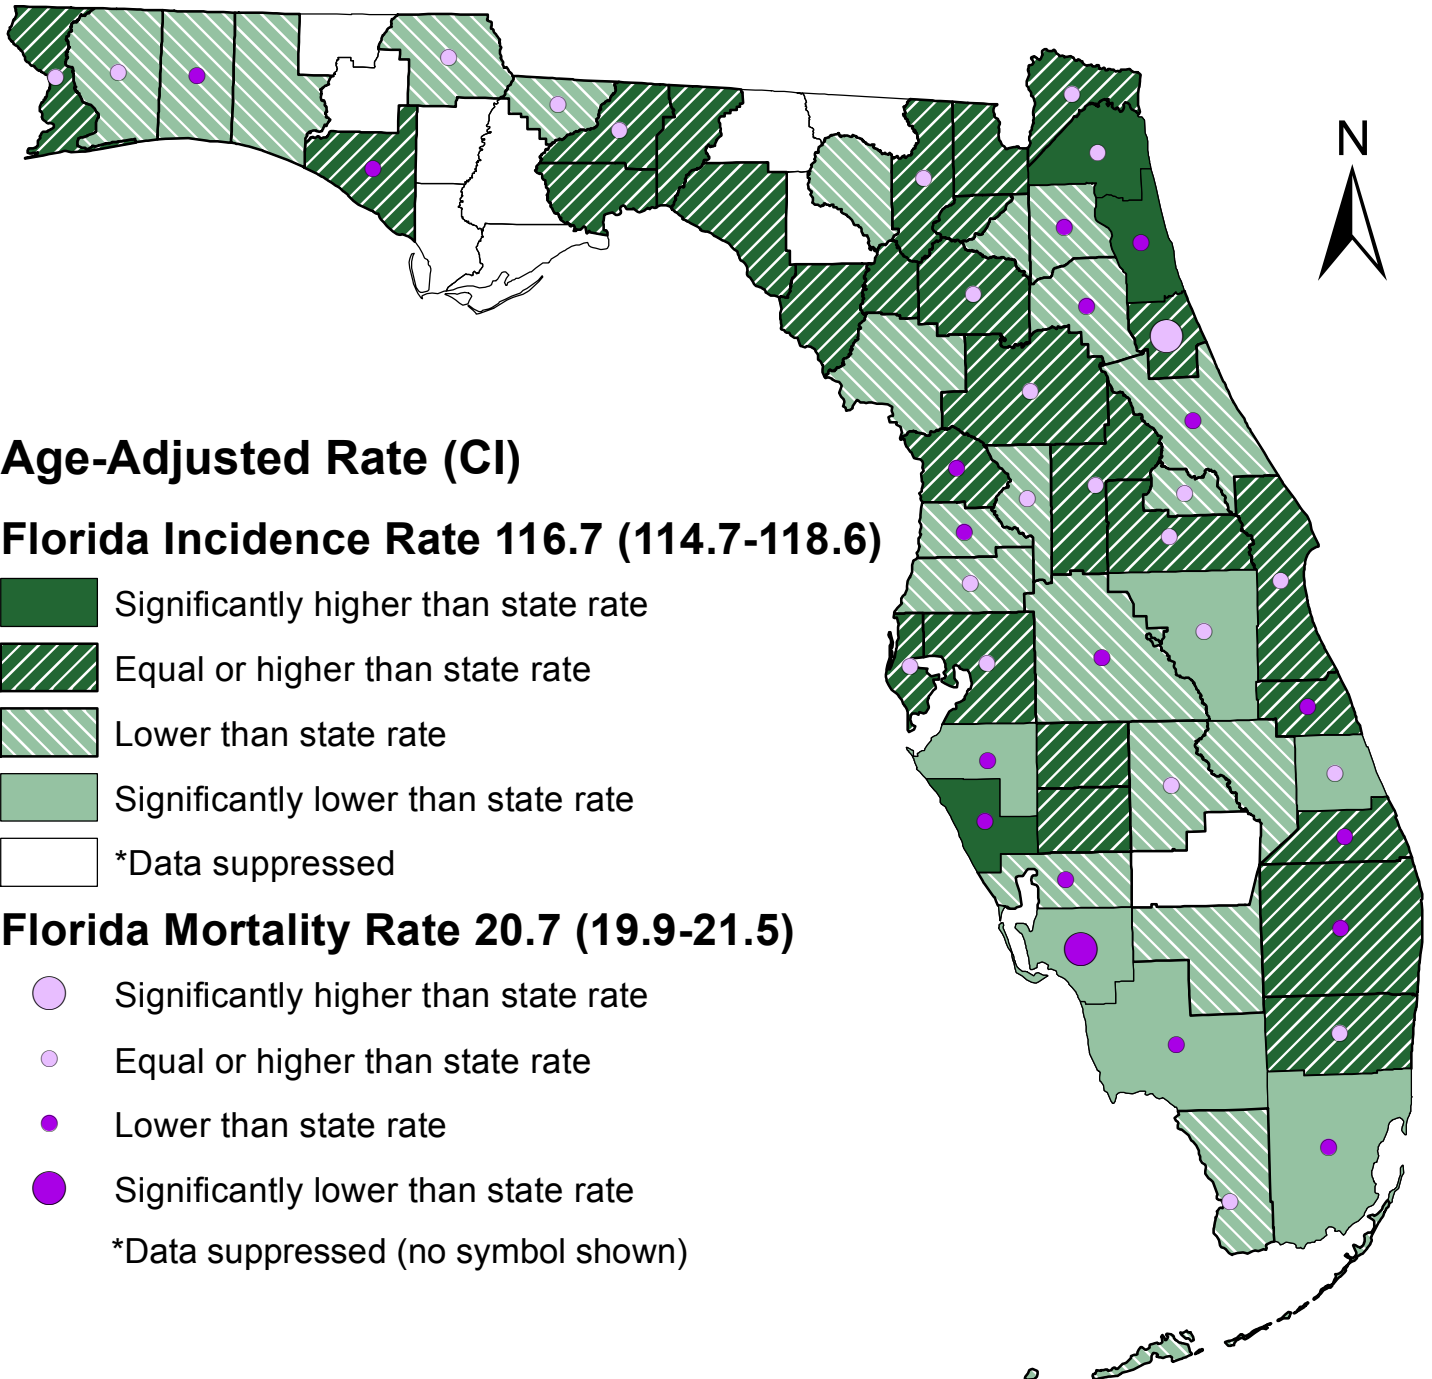 N
Age-Adjusted Rate (CI)
Florida Incidence Rate 116.7 (114.7-118.6)
Significantly higher than state rate
Equal or higher than state rate
Lower than state rate
Significantly lower than state rate
*Data suppressed
Florida Mortality Rate 20.7 (19.9-21.5)
Significantly higher than state rate
Equal or higher than state rate
Lower than state rate
Significantly lower than state rate
*Data suppressed (no symbol shown)